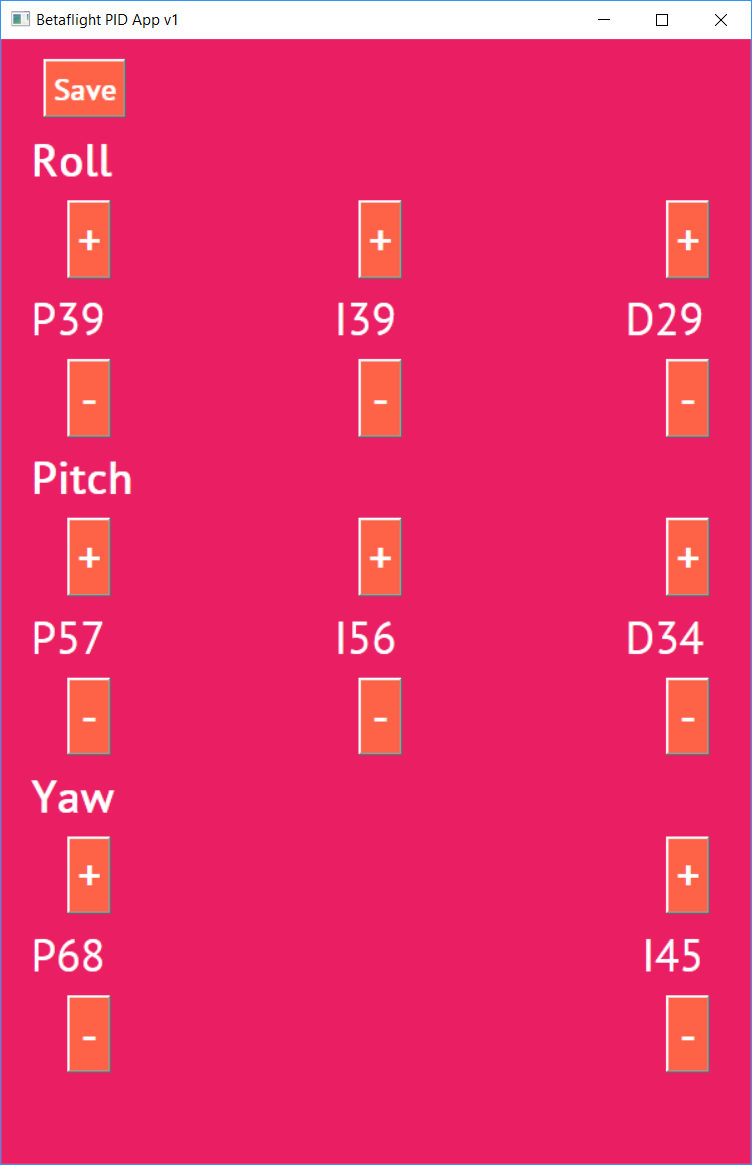 Betaflight PID App v1
Save
Roll
+ + +
P39 I39 D29
- - -
Pitch
+ + +
P57 I56 D34
- - -
Yaw
+ +
P68 I45
- -